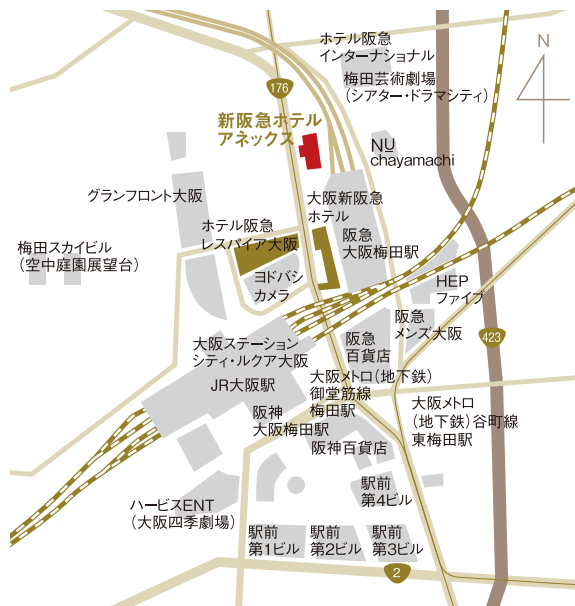 ホテル阪急
インターナショナル
N
梅田芸術劇場
（シアター・ドラマシティ）
176
新阪急ホテル
アネックス
NU
chayamachi
グランフロント大阪
大阪新阪急
ホテル
ホテル阪急
レスパイア大阪
阪急
大阪梅田駅
梅田スカイビル
（空中庭園展望台）
ヨドバシ
カメラ
HEP
ファイブ
阪急
メンズ大阪
423
大阪ステーション
シティ・ルクア大阪
阪急
百貨店
JR大阪駅
大阪メトロ（地下鉄）
御堂筋線
梅田駅
阪神
大阪梅田駅
大阪メトロ
（地下鉄）谷町線
東梅田駅
阪神百貨店
駅前
第4ビル
ハービスENT
（大阪四季劇場）
駅前
第1ビル
駅前
第2ビル
駅前
第3ビル
2